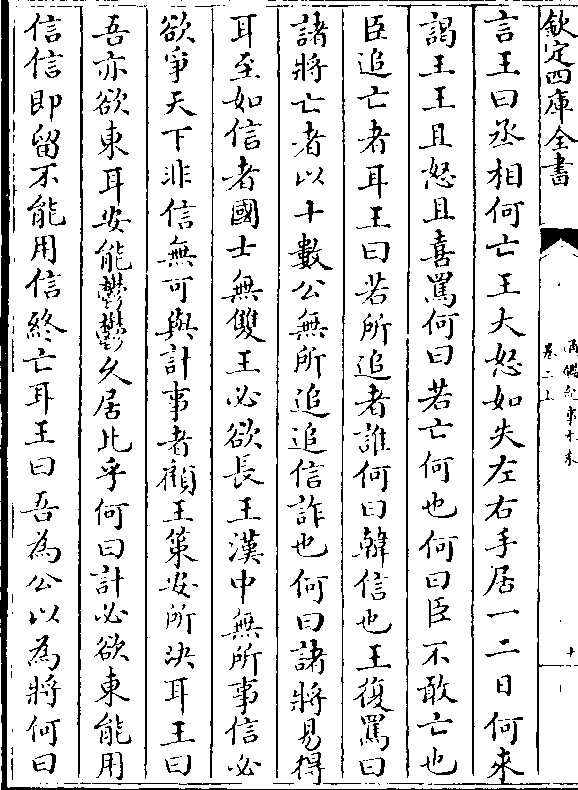 欽定四庫全書
通鑑紀事本末
卷二上
十
言王曰丞相何亡王大怒如失左右手居一二日何來
謁王王且怒且喜罵何曰若亡何也何曰臣不敢亡也
臣追亡者耳王曰若所追者誰何曰韓信也王復罵曰
諸將亡者以十數公無所追追信詐也何曰諸將易得
耳至如信者國士無雙王必欲長王漢中無所事信必
欲爭天下非信無可與計事者顧王策安所決耳王曰
吾亦欲東耳安能鬱鬱久居此乎何曰計必欲東能用
信信即留不能用信終亡耳王曰吾為公以為將何曰